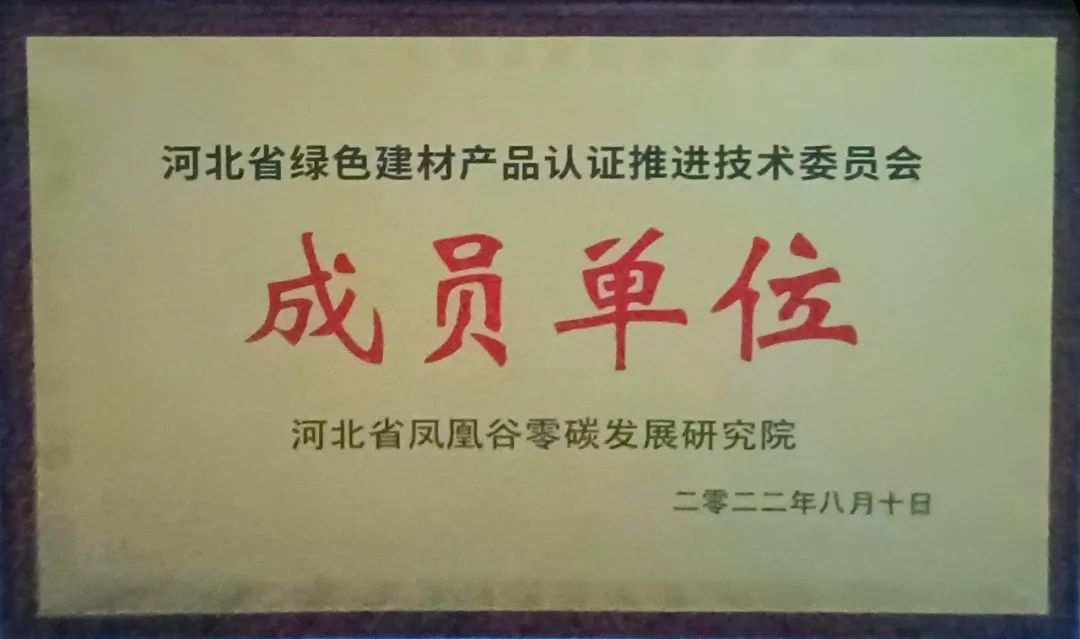 河北省绿色建材产品认证推进技术委员会
成员单位
河北省凤凰谷零碳发展研究院
二零二二年八月十日